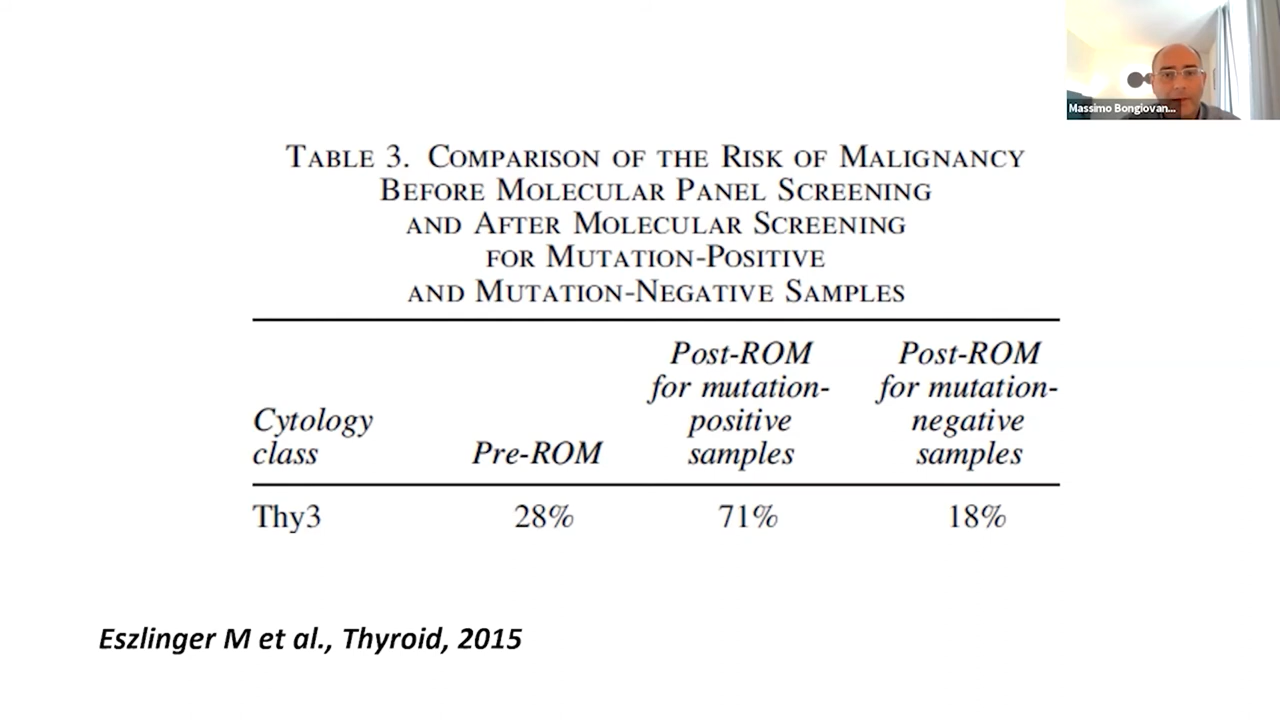 Massimo Bongiovan...
TABLE 3. COMPARISON OF THE RISK OF MALIGNANCY
BEFORE MOLECULAR PANEL SCREENING
AND AFTER MOLECULAR SCREENING
FOR MUTATION-POSITIVE
AND MUTATION-NEGATIVE SAMPLES
Cytology class
Pre-ROM
Post-ROM
for mutation-
positive
samples
Post-ROM
for mutation-
negative
samples
Thy3 28% 71% 18%
Eszlinger M et al., Thyroid, 2015